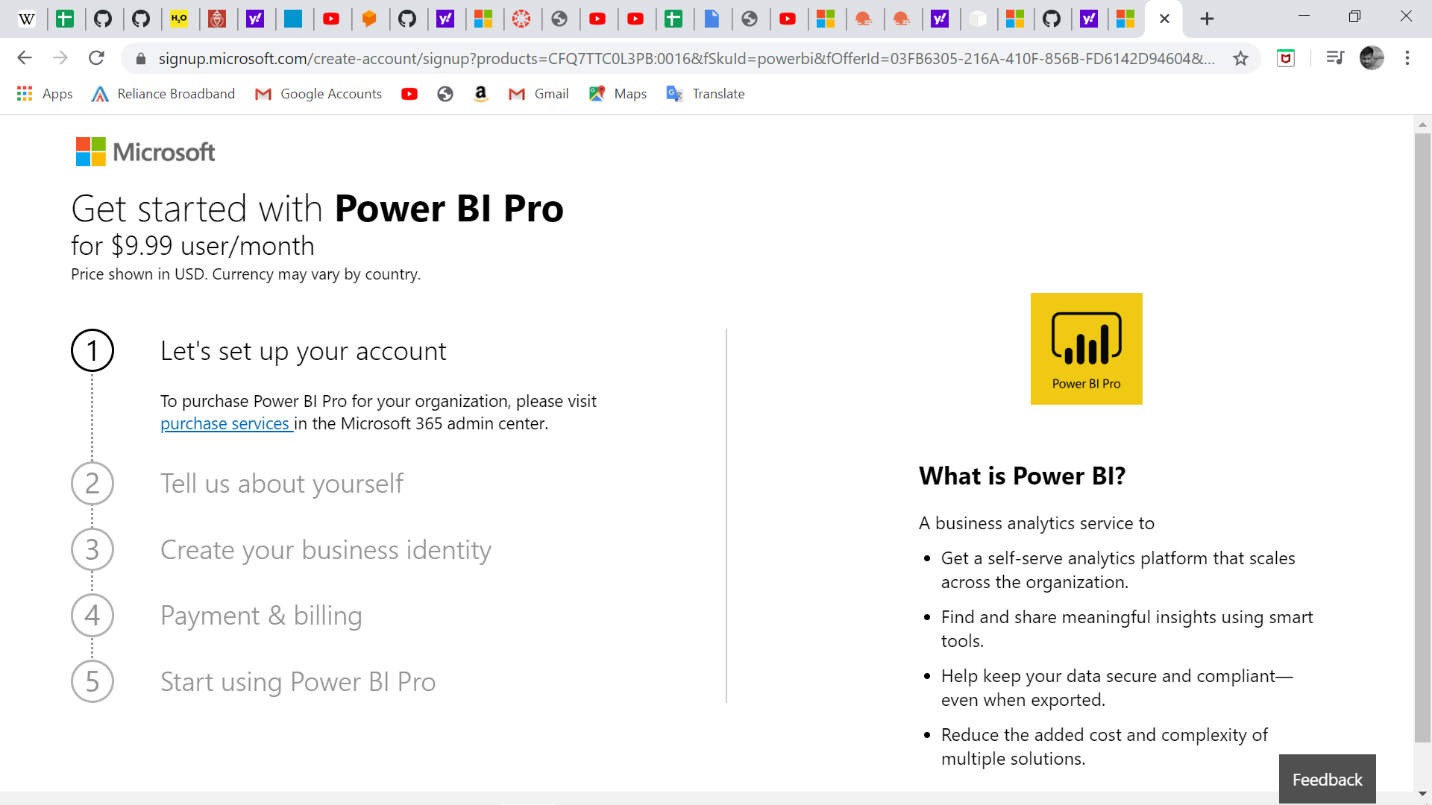 W
H₂O
signup.microsoft.com/create-account/signup?products=CFQ7TTC0L3PB:0016&fSkuId=powerbi&fOfferId=03FB6305-216A-410F-856B-FD6142D94604&...
Apps Reliance Broadband Google Accounts Gmail Maps Translate
Microsoft
Get started with Power BI Pro
for $9.99 user/month
Price shown in USD. Currency may vary by country.
1 Let's set up your account
To purchase Power BI Pro for your organization, please visit
purchase services in the Microsoft 365 admin center.
2 Tell us about yourself
3 Create your business identity
4 Payment & billing
5 Start using Power BI Pro
Power BI Pro
What is Power BI?
A business analytics service to
• Get a self-serve analytics platform that scales
across the organization.
• Find and share meaningful insights using smart
tools.
• Help keep your data secure and compliant—
even when exported.
• Reduce the added cost and complexity of
multiple solutions.
Feedback